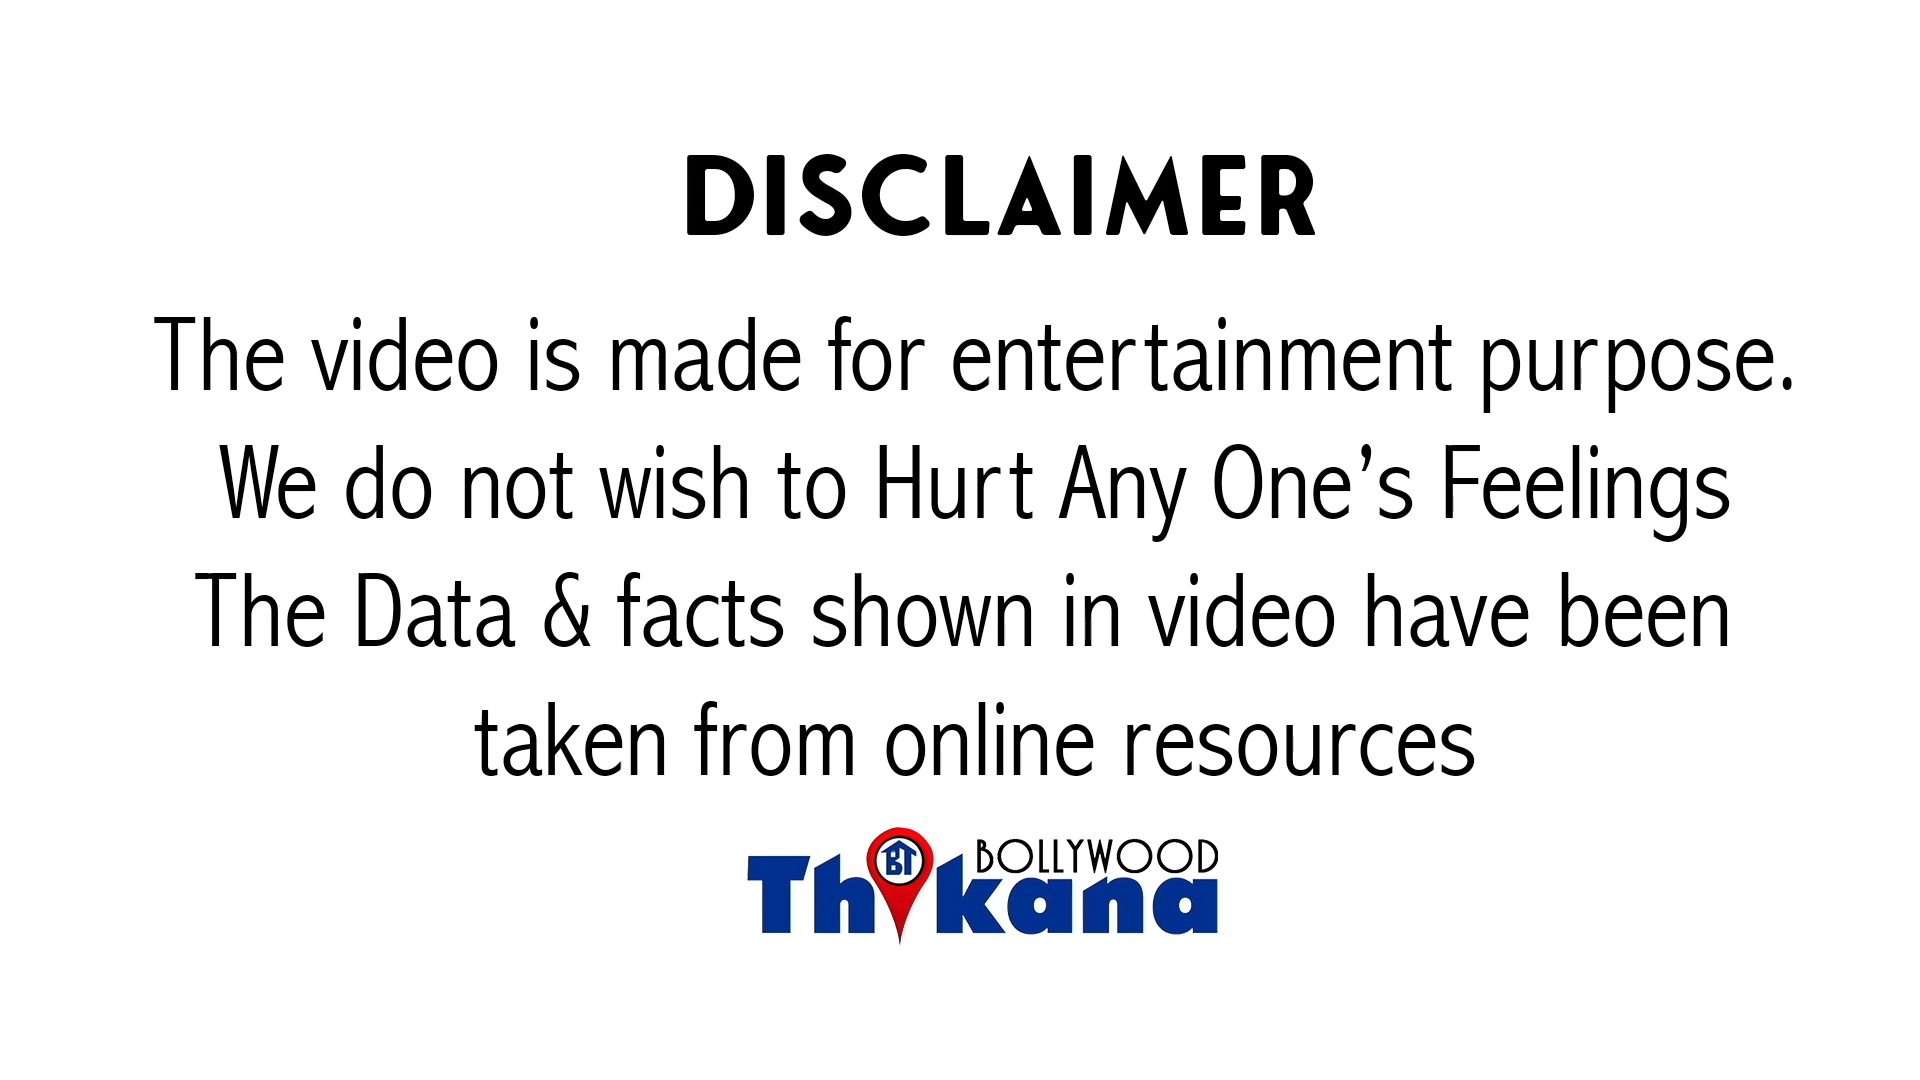 DISCLAIMER
The video is made for entertainment purpose.
We do not wish to Hurt Any One’s Feelings
The Data & facts shown in video have been
taken from online resources
BT BOLLYWOOD
Thikana